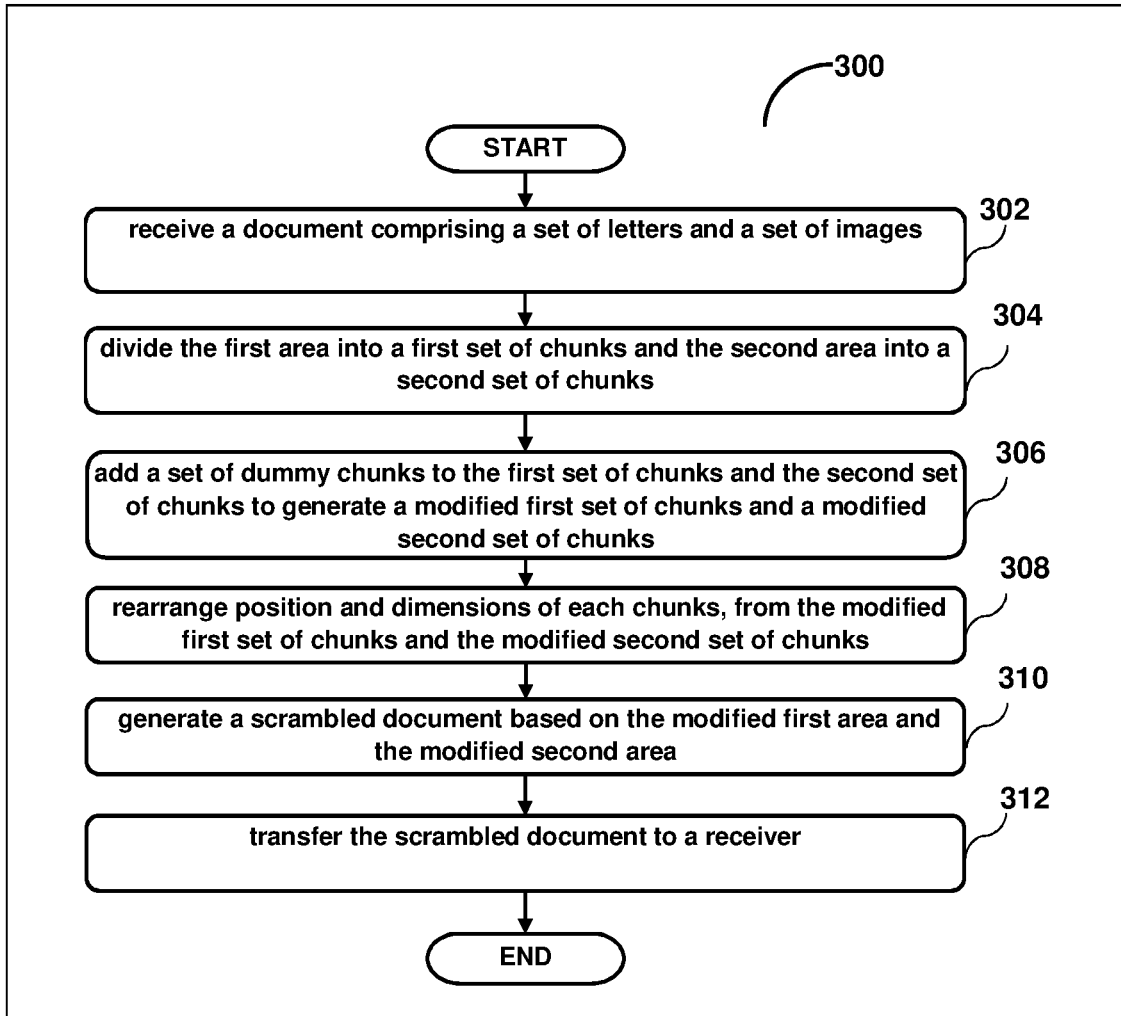 300
START
302
receive a document comprising a set of letters and a set of images
304
divide the first area into a first set of chunks and the second area into a
second set of chunks
306
add a set of dummy chunks to the first set of chunks and the second set
of chunks to generate a modified first set of chunks and a modified
second set of chunks
308
rearrange position and dimensions of each chunks, from the modified
first set of chunks and the modified second set of chunks
310
generate a scrambled document based on the modified first area and
the modified second area
312
transfer the scrambled document to a receiver
END